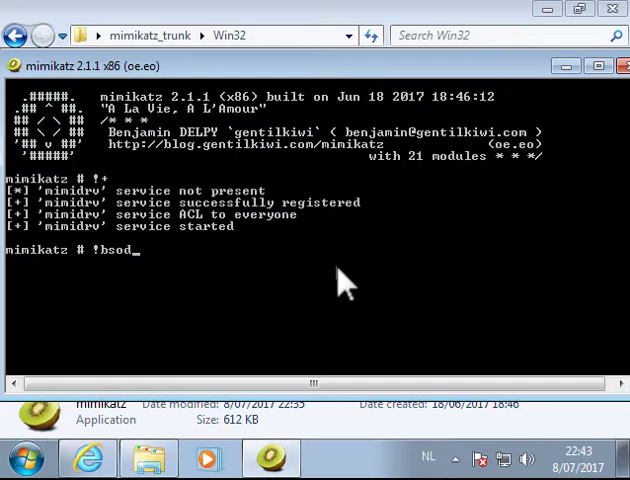 mimikatz_trunk Win32
Search Win32
mimikatz 2.1.1 x86 (oe.eo)
.#####. mimikatz 2.1.1 (x86) built on Jun 18 2017 18:46:12
.## ^ ##. "A La Vie, A L'Amour"
## / \ ## /* * *
## \ / ## Benjamin DELPY `gentilkiwi` ( benjamin@gentilkiwi.com )
'## v ##' http://blog.gentilkiwi.com/mimikatz (oe.eo)
'#####' with 21 modules * * */
mimikatz # !+
[*] 'mimidrv' service not present
[+] 'mimidrv' service successfully registered
[+] 'mimidrv' service ACL to everyone
[+] 'mimidrv' service started
mimikatz # !bsod_
mimikatz Date modified: 8/07/2017 22:35 Date created: 18/06/2017 18:46
Application Size: 612 KB
NL
22:43
8/07/2017